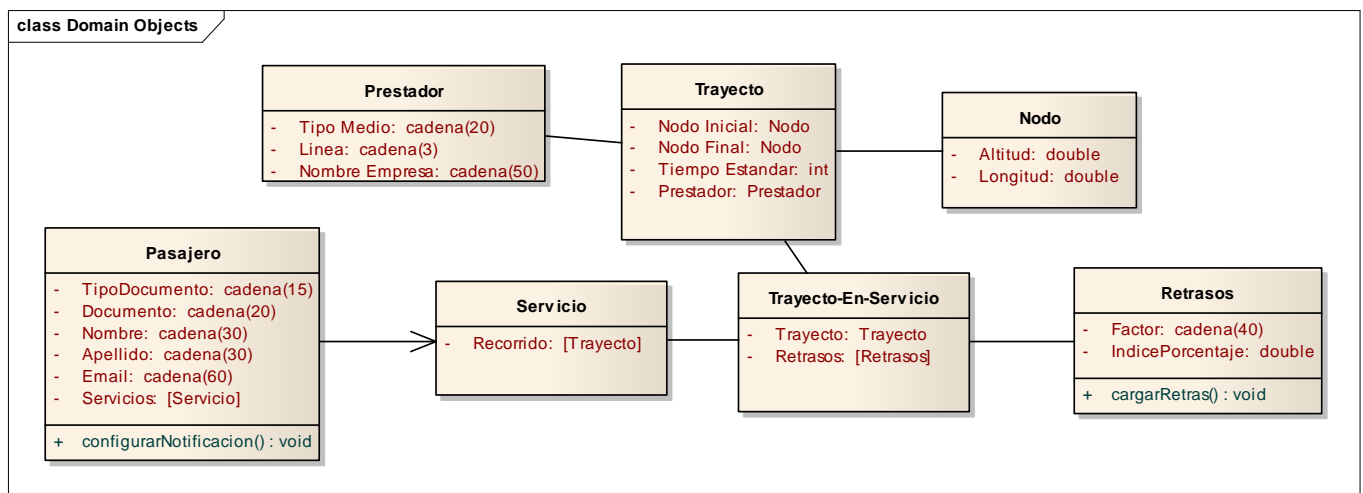 class Domain Objects
Prestador
- Tipo Medio: cadena(20)
- Linea: cadena(3)
- Nombre Empresa: cadena(50)
Trayecto
- Nodo Inicial: Nodo
- Nodo Final: Nodo
- Tiempo Estandar: int
- Prestador: Prestador
Nodo
- Altitud: double
- Longitud: double
Pasajero
- TipoDocumento: cadena(15)
- Documento: cadena(20)
- Nombre: cadena(30)
- Apellido: cadena(30)
- Email: cadena(60)
- Servicios: [Servicio]
+ configurarNotificacion() : void
Servicio
- Recorrido: [Trayecto]
Trayecto-En-Servicio
- Trayecto: Trayecto
- Retrasos: [Retrasos]
Retrasos
- Factor: cadena(40)
- IndicePorcentaje: double
+ cargarRetras() : void